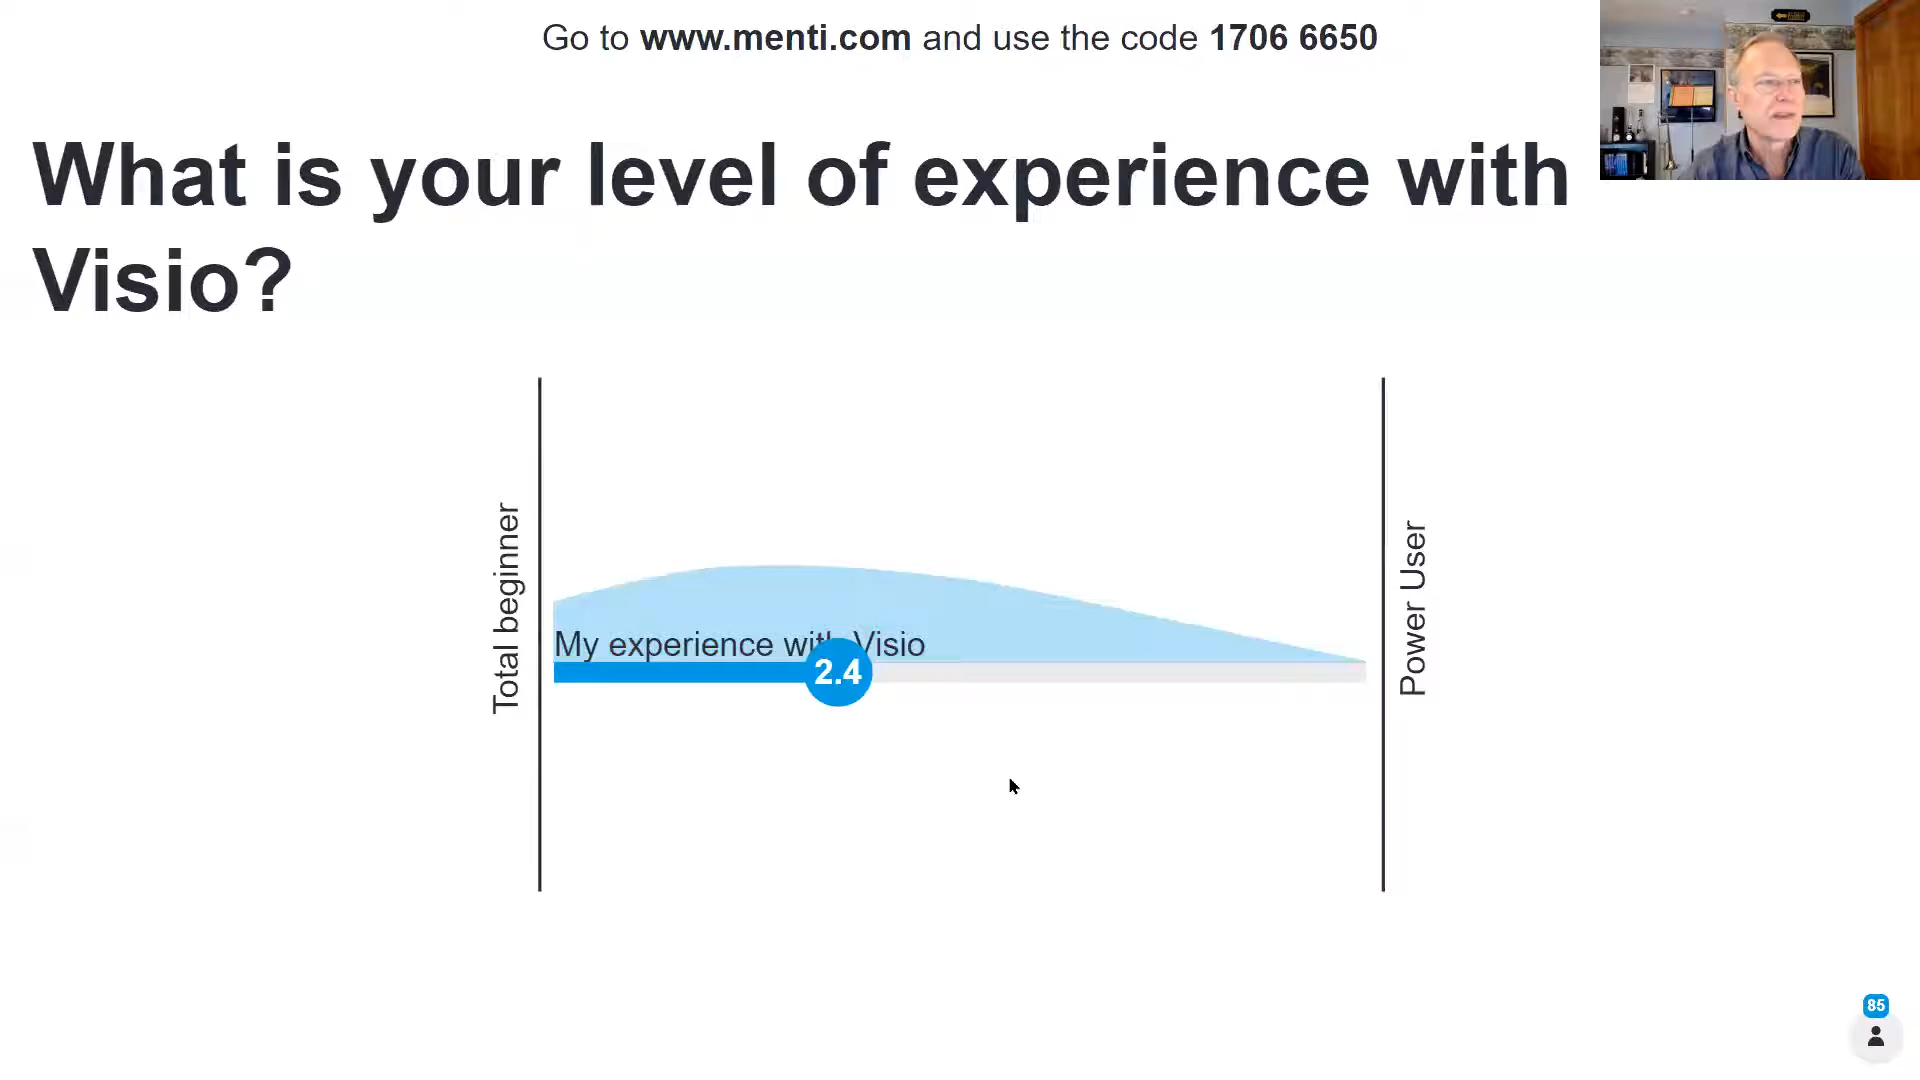 Go to www.menti.com and use the code 1706 6650
What is your level of experience with
Visio?
Total beginner
My experience with Visio
2.4
Power User
85